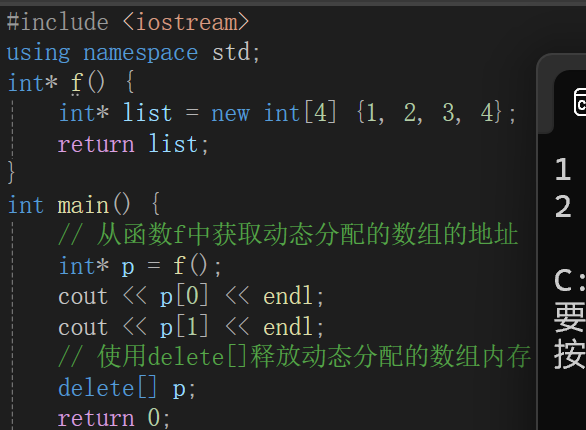 #include <iostream>
using namespace std;
int* f() {
    int* list = new int[4] {1, 2, 3, 4};
    return list;
}
int main() {
    // 从函数f中获取动态分配的数组的地址
    int* p = f();
    cout << p[0] << endl;
    cout << p[1] << endl;
    // 使用delete[]释放动态分配的数组内存
    delete[] p;
    return 0;
1
2
C:
要
按